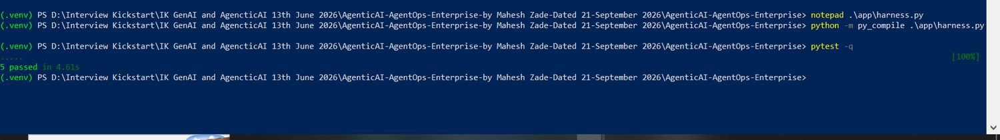 (.venv) PS D:\Interview Kickstart\IK GenAI and AgencticAI 13th June 2026\AgenticAI-AgentOps-Enterprise-by Mahesh Zade-Dated 21-September 2026\AgenticAI-AgentOps-Enterprise> notepad .\app\harness.py
(.venv) PS D:\Interview Kickstart\IK GenAI and AgencticAI 13th June 2026\AgenticAI-AgentOps-Enterprise-by Mahesh Zade-Dated 21-September 2026\AgenticAI-AgentOps-Enterprise> python -m py_compile .\app\harness.py
(.venv) PS D:\Interview Kickstart\IK GenAI and AgencticAI 13th June 2026\AgenticAI-AgentOps-Enterprise-by Mahesh Zade-Dated 21-September 2026\AgenticAI-AgentOps-Enterprise> pytest -q
..... [100%]
5 passed in 4.61s
(.venv) PS D:\Interview Kickstart\IK GenAI and AgencticAI 13th June 2026\AgenticAI-AgentOps-Enterprise-by Mahesh Zade-Dated 21-September 2026\AgenticAI-AgentOps-Enterprise>